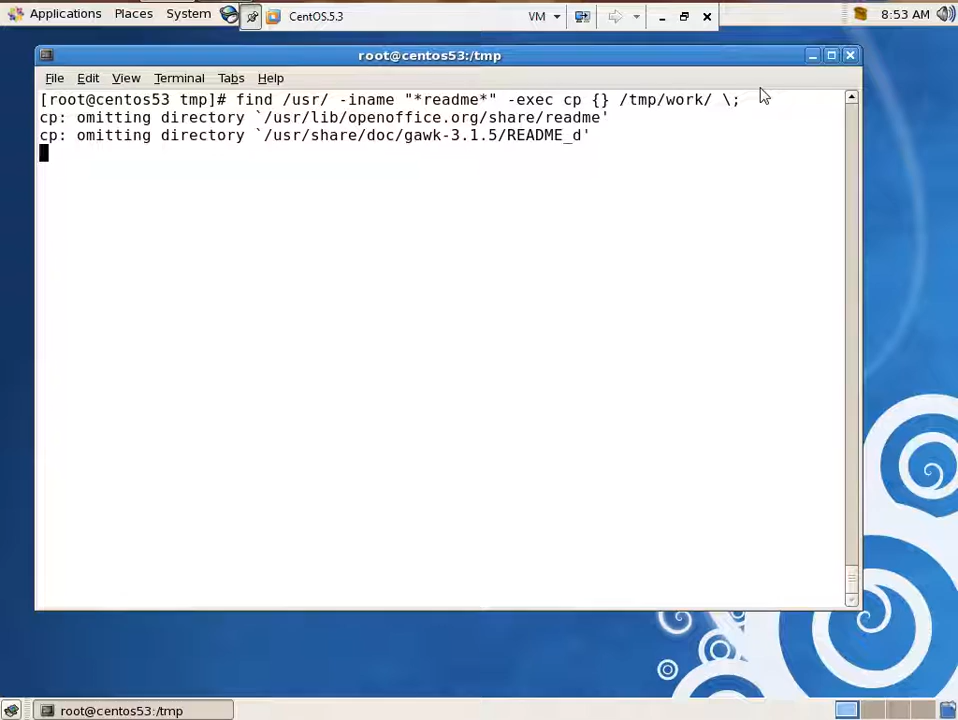 Applications Places System CentOS.5.3 VM 8:53 AM
root@centos53:/tmp
File Edit View Terminal Tabs Help
[root@centos53 tmp]# find /usr/ -iname "*readme*" -exec cp {} /tmp/work/ \;
cp: omitting directory `/usr/lib/openoffice.org/share/readme'
cp: omitting directory `/usr/share/doc/gawk-3.1.5/README_d'
root@centos53:/tmp